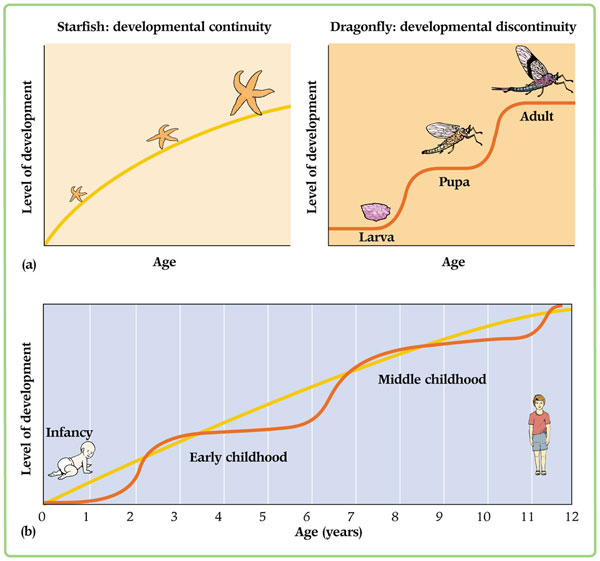 Starfish: developmental continuity
Level of development
Age
Dragonfly: developmental discontinuity
Level of development
Larva
Pupa
Adult
Age
(a)
Level of development
Infancy
Early childhood
Middle childhood
0 1 2 3 4 5 6 7 8 9 10 11 12
Age (years)
(b)